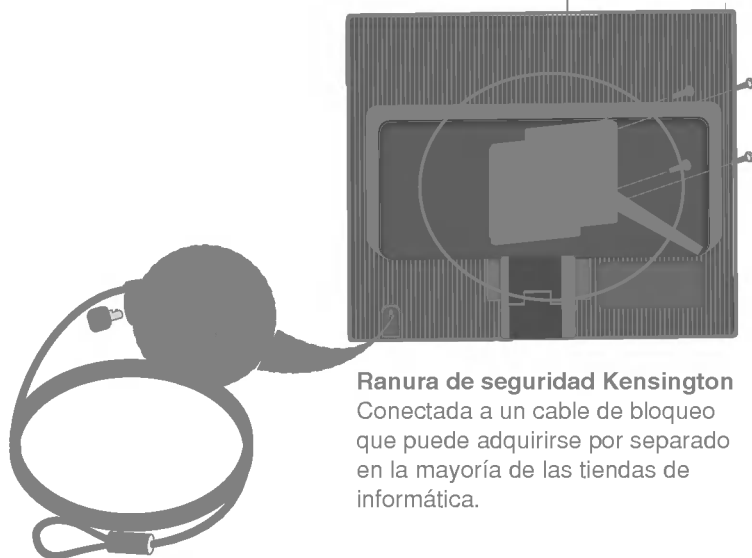 Ranura de seguridad Kensington
Conectada a un cable de bloqueo
que puede adquirirse por separado
en la mayoría de las tiendas de
informática.